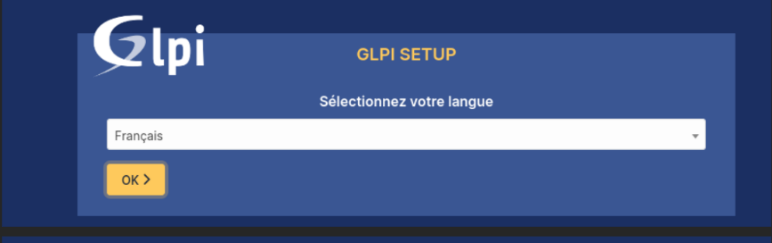 Glpi
GLPI SETUP
Sélectionnez votre langue
Français
OK